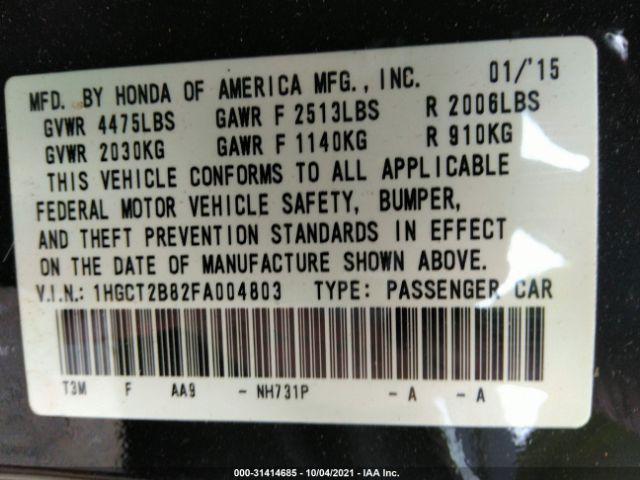 MFD. BY HONDA OF AMERICA MFG., INC. 01/'15
GVWR 4475LBS GAWR F 2513LBS R 2006LBS
GVWR 2030KG GAWR F 1140KG R 910KG
THIS VEHICLE CONFORMS TO ALL APPLICABLE
FEDERAL MOTOR VEHICLE SAFETY, BUMPER,
AND THEFT PREVENTION STANDARDS IN EFFECT
ON THE DATE OF MANUFACTURE SHOWN ABOVE.
V.I.N.: 1HGCT2B82FA004803 TYPE: PASSENGER CAR
T3M F AA9 - NH731P - A - A
000-31414685 - 10/04/2021 - IAA Inc.